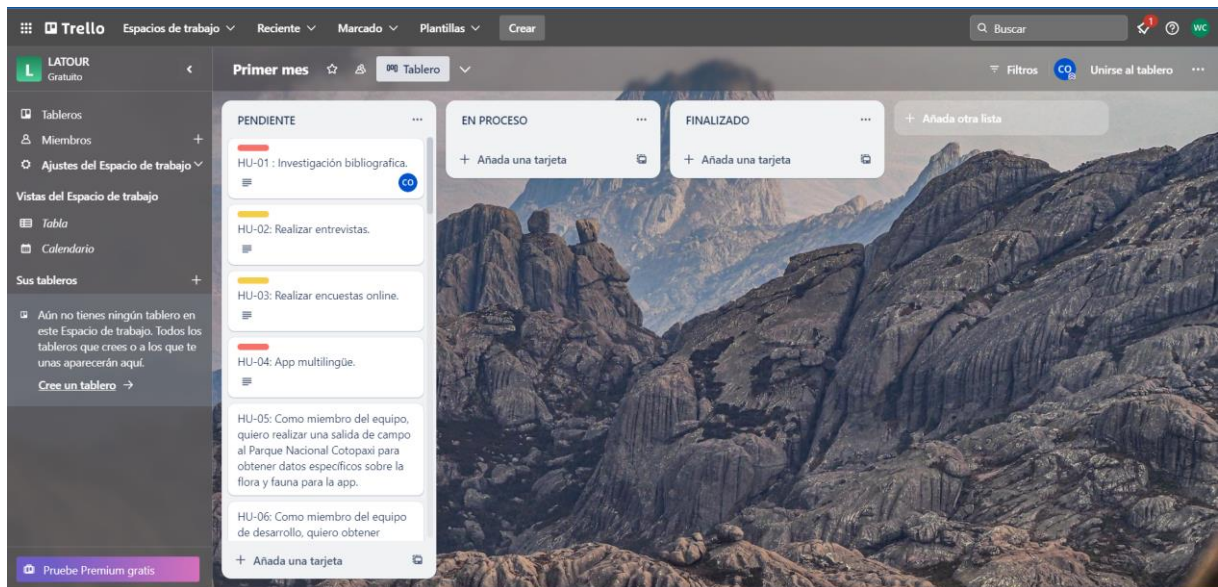 Trello Espacios de trabajo Reciente Marcado Plantillas Crear Buscar 1 WC
L LATOUR
Gratuito
Primer mes Tablero Filtros CO Unirse al tablero ...
Tableros
Miembros +
Ajustes del Espacio de trabajo
Vistas del Espacio de trabajo
Tabla
Calendario
Sus tableros +
Aún no tienes ningún tablero en
este Espacio de trabajo. Todos los
tableros que crees o a los que te
unas aparecerán aquí.
Cree un tablero →
Pruebe Premium gratis
PENDIENTE ...
HU-01 : Investigación bibliografica.
CO
HU-02: Realizar entrevistas.
HU-03: Realizar encuestas online.
HU-04: App multilingüe.
HU-05: Como miembro del equipo,
quiero realizar una salida de campo
al Parque Nacional Cotopaxi para
obtener datos específicos sobre la
flora y fauna para la app.
HU-06: Como miembro del equipo
de desarrollo, quiero obtener
+ Añada una tarjeta
EN PROCESO ...
+ Añada una tarjeta
FINALIZADO ...
+ Añada una tarjeta
+ Añada otra lista